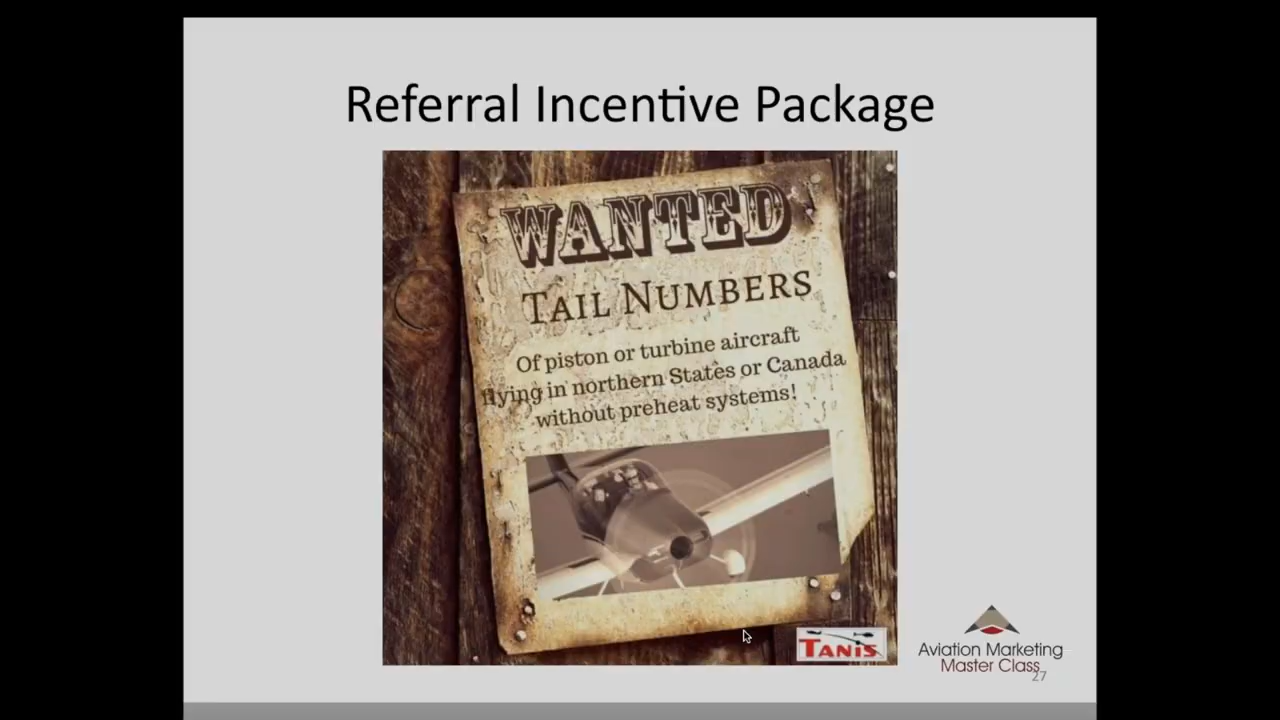 Referral Incentive Package
WANTED
TAIL NUMBERS
Of piston or turbine aircraft
flying in northern States or Canada
without preheat systems!
TANIS
Aviation Marketing
Master Class
27